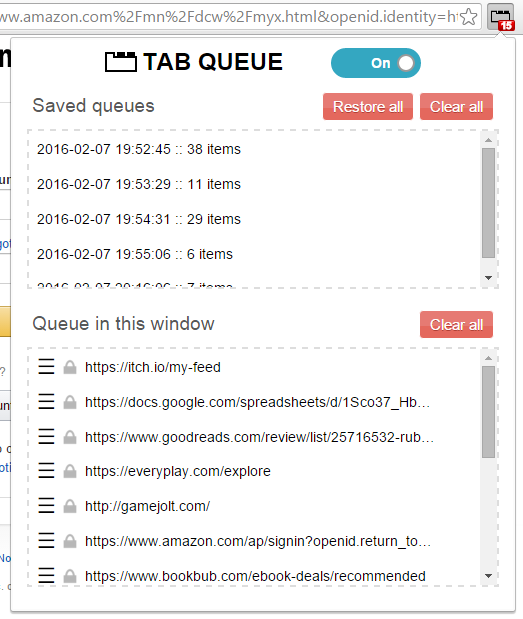 ww.amazon.com%2Fmn%2Fdcw%2Fmyx.html&openid.identity=ht
15
TAB QUEUE
On
Saved queues
Restore all
Clear all
2016-02-07 19:52:45 :: 38 items
2016-02-07 19:53:29 :: 11 items
2016-02-07 19:54:31 :: 29 items
2016-02-07 19:55:06 :: 6 items
Queue in this window
Clear all
https://itch.io/my-feed
https://docs.google.com/spreadsheets/d/1Sco37_Hb…
https://www.goodreads.com/review/list/25716532-rub…
https://everyplay.com/explore
http://gamejolt.com/
https://www.amazon.com/ap/signin?openid.return_to…
https://www.bookbub.com/ebook-deals/recommended